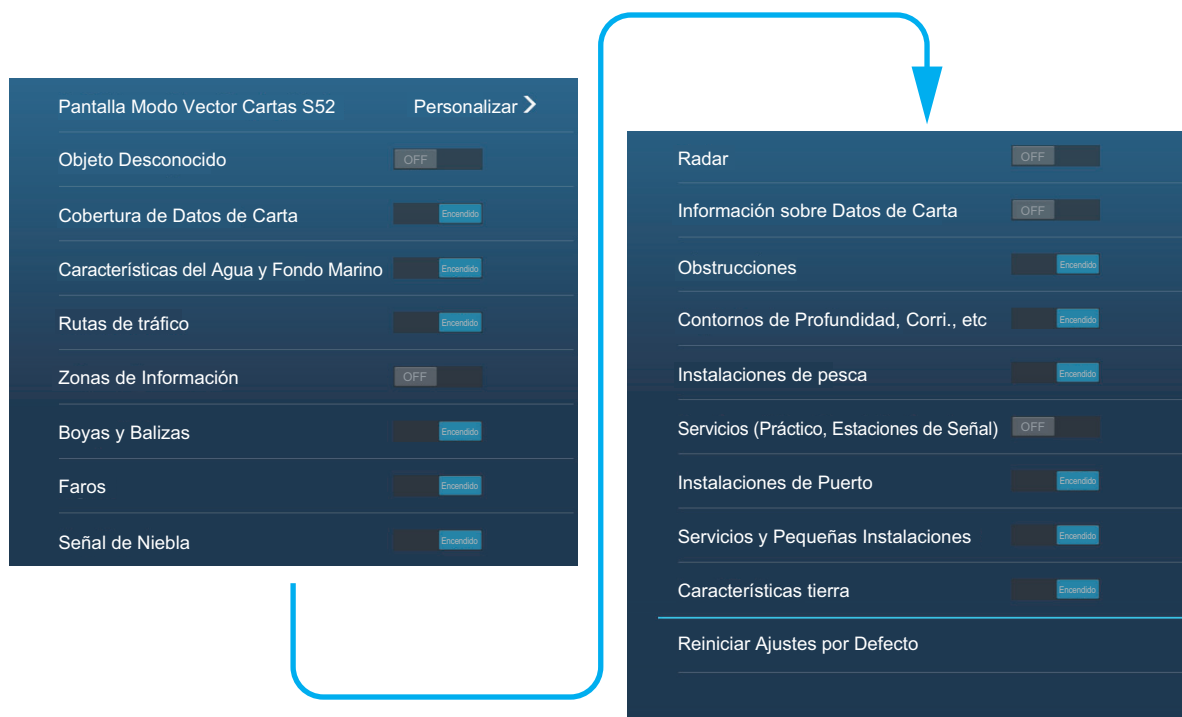 Pantalla Modo Vector Cartas S52 Personalizar
Objeto Desconocido OFF
Cobertura de Datos de Carta Encendido
Características del Agua y Fondo Marino Encendido
Rutas de tráfico Encendido
Zonas de Información OFF
Boyas y Balizas Encendido
Faros Encendido
Señal de Niebla Encendido
Radar OFF
Información sobre Datos de Carta OFF
Obstrucciones Encendido
Contornos de Profundidad, Corri., etc Encendido
Instalaciones de pesca Encendido
Servicios (Práctico, Estaciones de Señal) OFF
Instalaciones de Puerto Encendido
Servicios y Pequeñas Instalaciones Encendido
Características tierra Encendido
Reiniciar Ajustes por Defecto